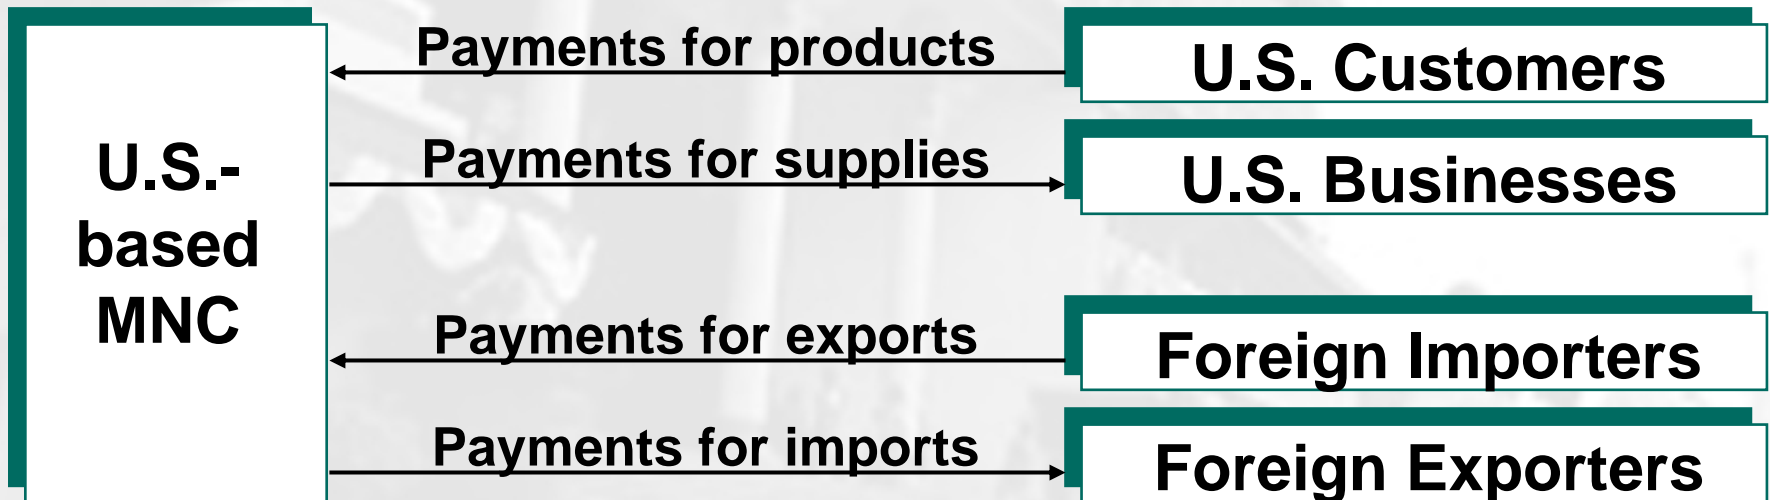 U.S.-
based
MNC
Payments for products
U.S. Customers
Payments for supplies
U.S. Businesses
Payments for exports
Foreign Importers
Payments for imports
Foreign Exporters